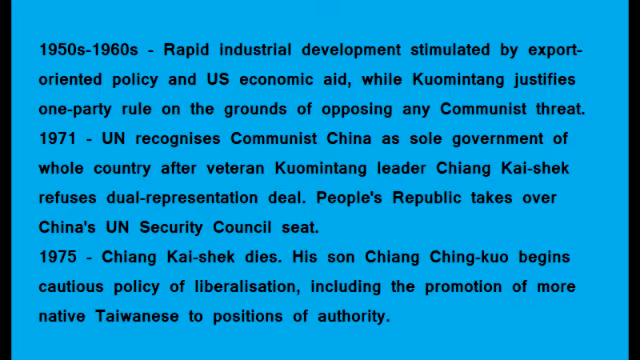 1950s-1960s - Rapid industrial development stimulated by export-
oriented policy and US economic aid, while Kuomintang justifies
one-party rule on the grounds of opposing any Communist threat.
1971 - UN recognises Communist China as sole government of
whole country after veteran Kuomintang leader Chiang Kai-shek
refuses dual-representation deal. People's Republic takes over
China's UN Security Council seat.
1975 - Chiang Kai-shek dies. His son Chiang Ching-kuo begins
cautious policy of liberalisation, including the promotion of more
native Taiwanese to positions of authority.